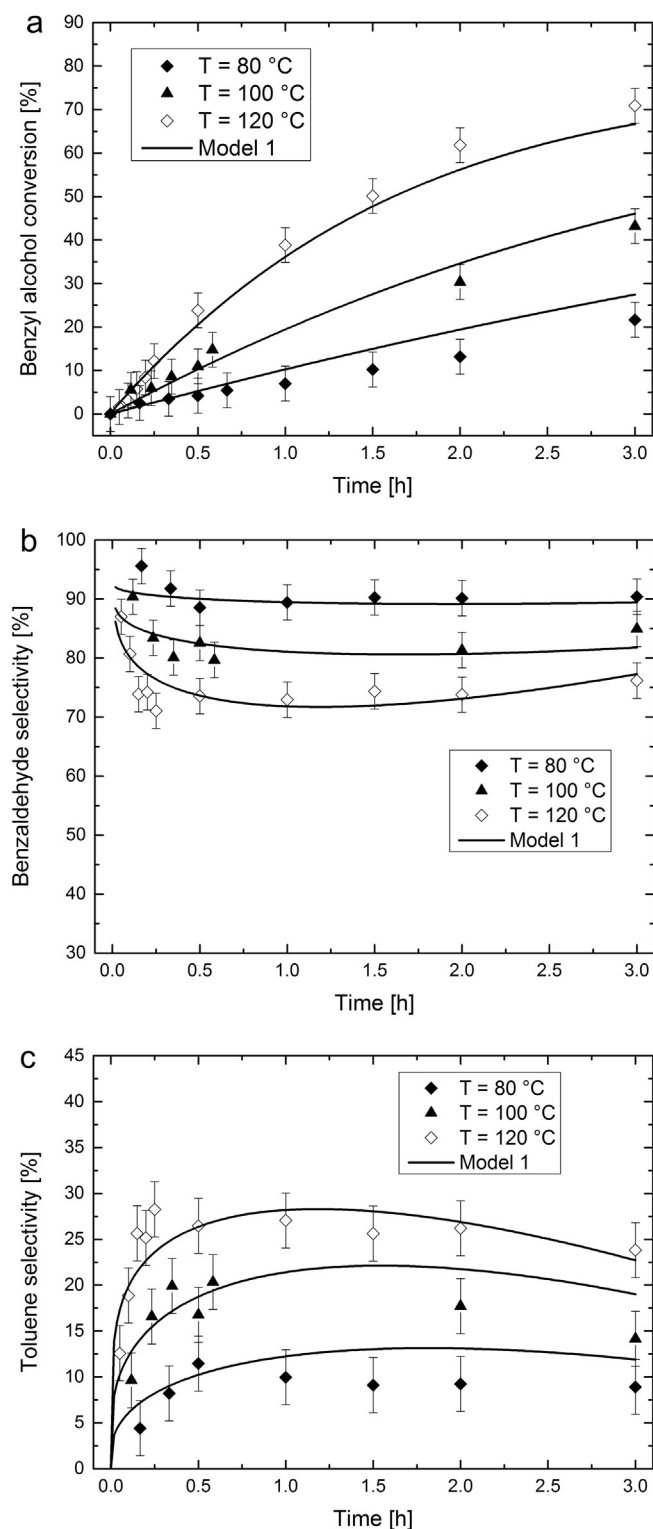 a
90
80
70
60
50
40
30
20
10
0
Benzyl alcohol conversion [%]
T = 80 °C
T = 100 °C
T = 120 °C
Model 1
0.0 0.5 1.0 1.5 2.0 2.5 3.0
Time [h]
b
100
90
80
70
60
50
40
30
Benzaldehyde selectivity [%]
T = 80 °C
T = 100 °C
T = 120 °C
Model 1
0.0 0.5 1.0 1.5 2.0 2.5 3.0
Time [h]
c
45
40
35
30
25
20
15
10
5
0
Toluene selectivity [%]
T = 80 °C
T = 100 °C
T = 120 °C
Model 1
0.0 0.5 1.0 1.5 2.0 2.5 3.0
Time [h]